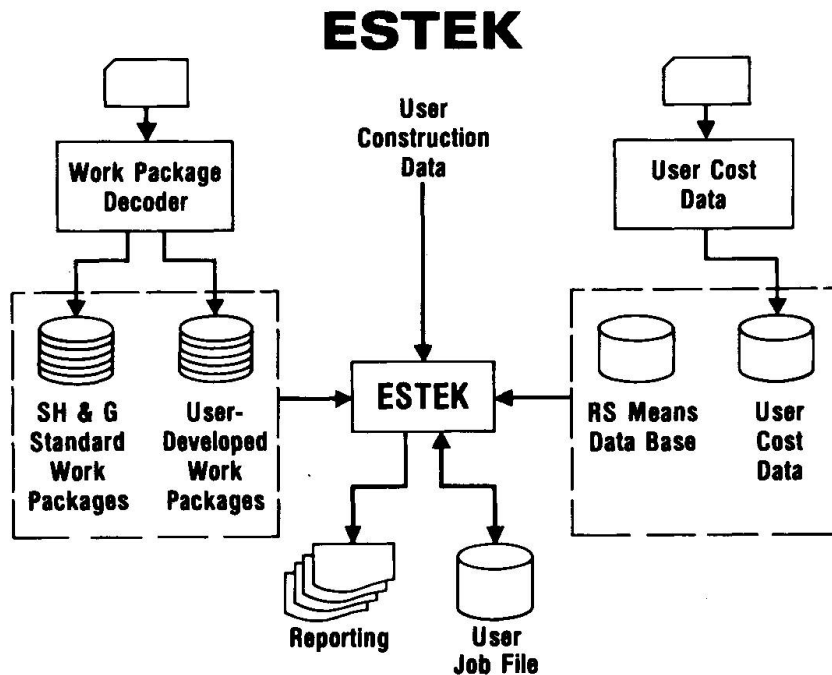 ESTEK
User
Construction
Data
Work Package
Decoder
User Cost
Data
SH & G
Standard
Work
Packages
User-
Developed
Work
Packages
ESTEK
RS Means
Data Base
User
Cost
Data
Reporting
User
Job File